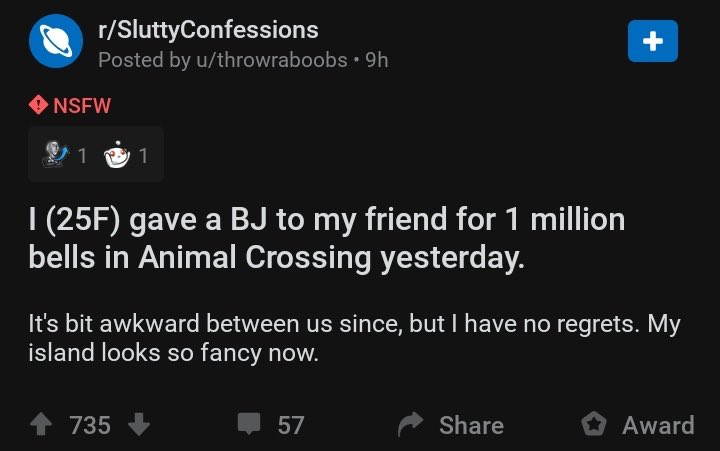 r/SluttyConfessions
Posted by u/throwraboobs • 9h
NSFW
1 1
I (25F) gave a BJ to my friend for 1 million
bells in Animal Crossing yesterday.
It's bit awkward between us since, but I have no regrets. My
island looks so fancy now.
735 57 Share Award